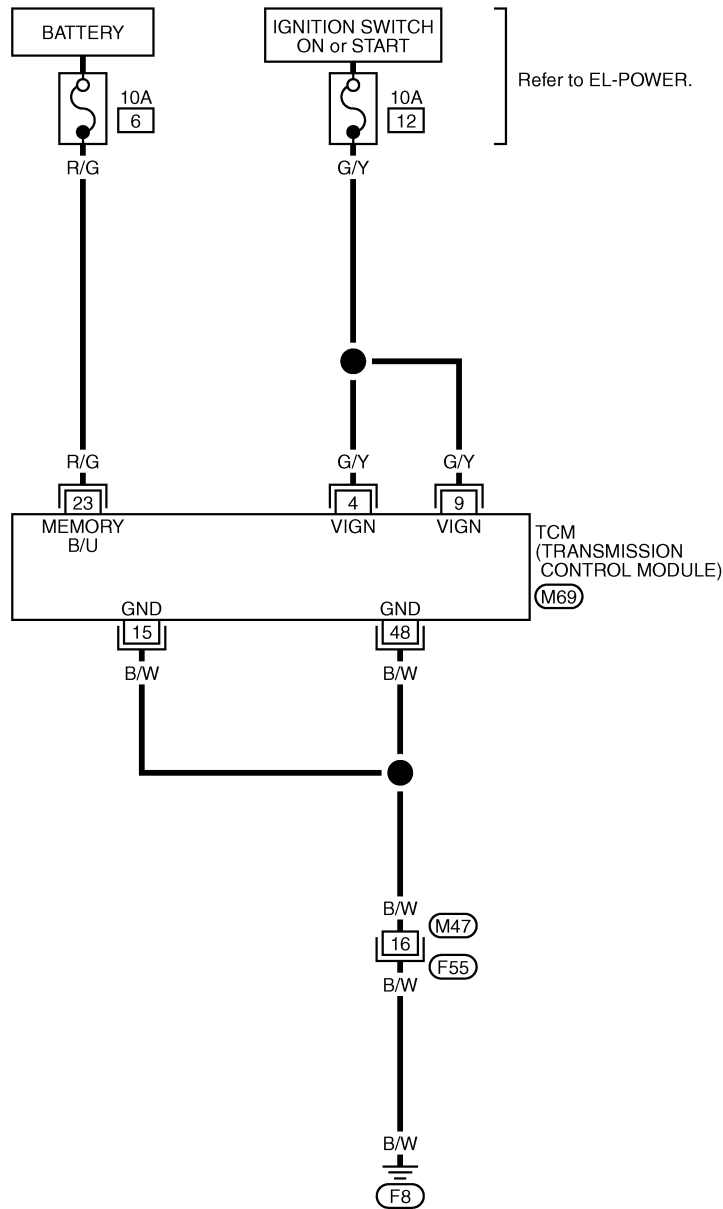 BATTERY
IGNITION SWITCH
ON or START
Refer to EL-POWER.
10A
6
10A
12
R/G
G/Y
R/G
G/Y
G/Y
23
4
9
MEMORY
B/U
VIGN
VIGN
TCM
(TRANSMISSION
CONTROL MODULE)
M69
GND
GND
15
48
B/W
B/W
B/W
M47
16
F55
B/W
B/W
F8